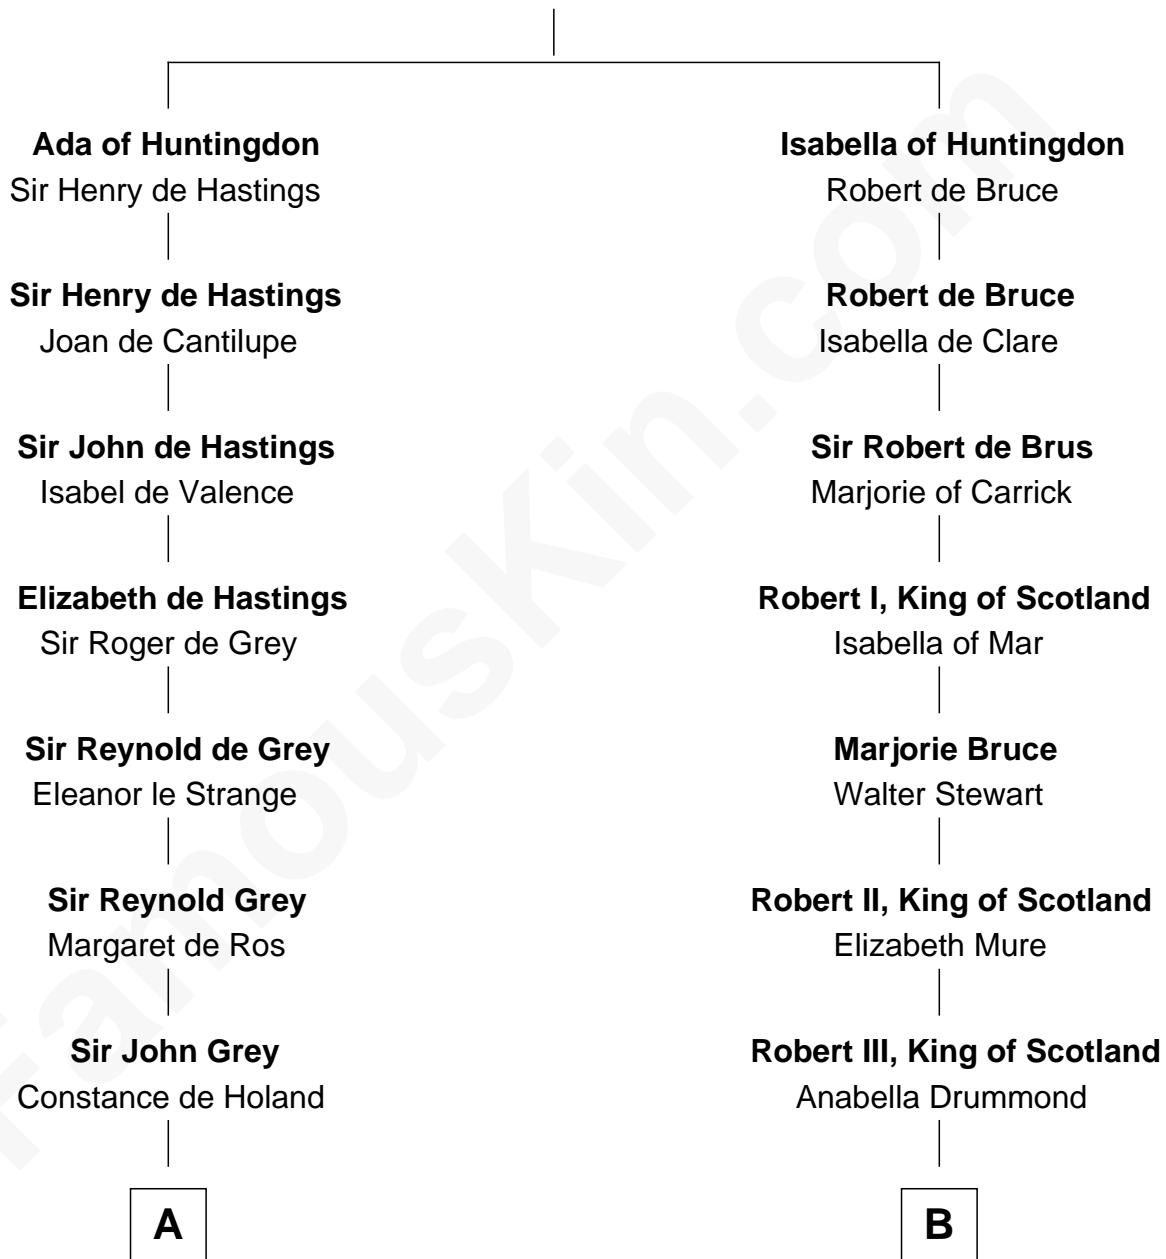 Ada of Huntingdon
Sir Henry de Hastings
Sir Henry de Hastings
Joan de Cantilupe
Sir John de Hastings
Isabel de Valence
Elizabeth de Hastings
Sir Roger de Grey
Sir Reynold de Grey
Eleanor le Strange
Sir Reynold Grey
Margaret de Ros
Sir John Grey
Constance de Holand
A
Isabella of Huntingdon
Robert de Bruce
Robert de Bruce
Isabella de Clare
Sir Robert de Brus
Marjorie of Carrick
Robert I, King of Scotland
Isabella of Mar
Marjorie Bruce
Walter Stewart
Robert II, King of Scotland
Elizabeth Mure
Robert III, King of Scotland
Anabella Drummond
B
FamousKin.com